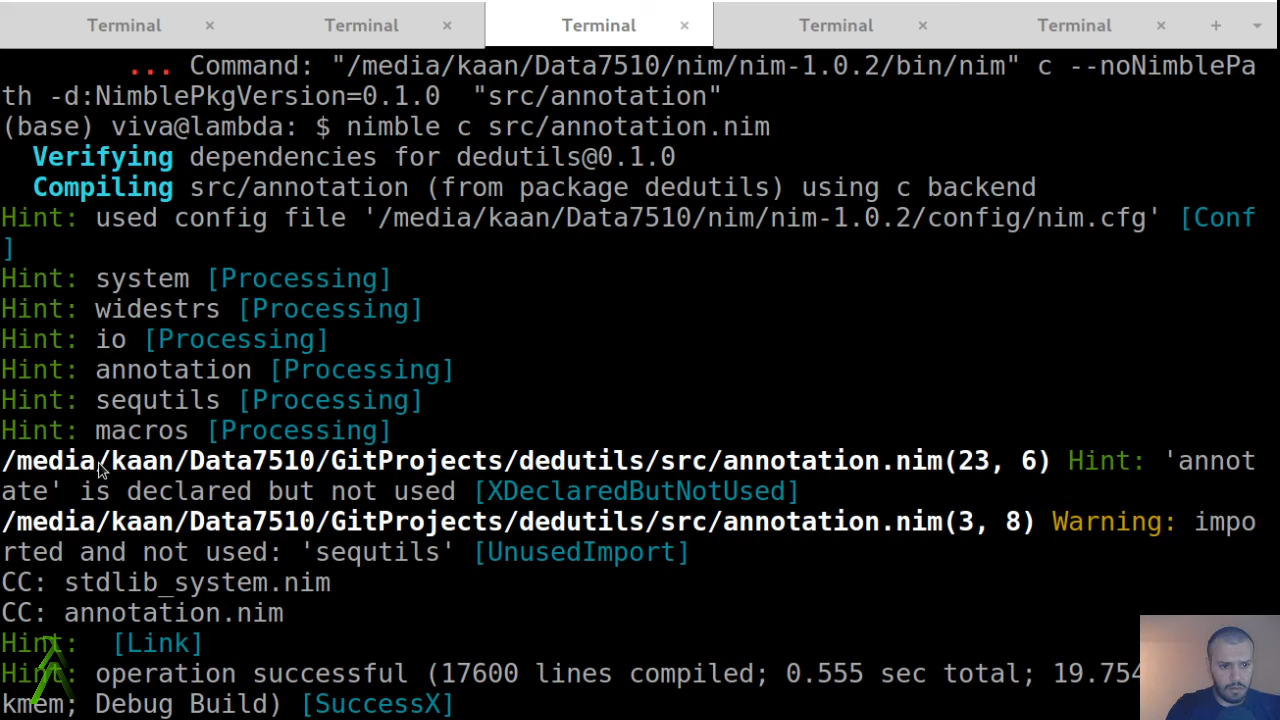 Terminal × Terminal × Terminal × Terminal × Terminal × +
... Command: "/media/kaan/Data7510/nim/nim-1.0.2/bin/nim" c --noNimblePa
th -d:NimblePkgVersion=0.1.0  "src/annotation"
(base) viva@lambda: $ nimble c src/annotation.nim
Verifying dependencies for dedutils@0.1.0
Compiling src/annotation (from package dedutils) using c backend
Hint: used config file '/media/kaan/Data7510/nim/nim-1.0.2/config/nim.cfg' [Conf
]
Hint: system [Processing]
Hint: widestrs [Processing]
Hint: io [Processing]
Hint: annotation [Processing]
Hint: sequtils [Processing]
Hint: macros [Processing]
/media/kaan/Data7510/GitProjects/dedutils/src/annotation.nim(23, 6) Hint: 'annot
ate' is declared but not used [XDeclaredButNotUsed]
/media/kaan/Data7510/GitProjects/dedutils/src/annotation.nim(3, 8) Warning: impo
rted and not used: 'sequtils' [UnusedImport]
CC: stdlib_system.nim
CC: annotation.nim
Hint:  [Link]
Hint: operation successful (17600 lines compiled; 0.555 sec total; 19.754
kmem; Debug Build) [SuccessX]